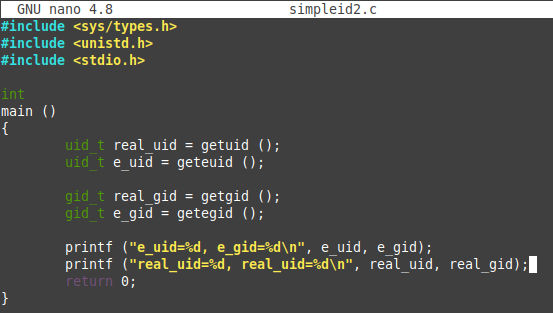 GNU nano 4.8 simpleid2.c
#include <sys/types.h>
#include <unistd.h>
#include <stdio.h>
int
main ()
{
uid_t real_uid = getuid ();
uid_t e_uid = geteuid ();
gid_t real_gid = getgid ();
gid_t e_gid = getegid ();
printf ("e_uid=%d, e_gid=%d\n", e_uid, e_gid);
printf ("real_uid=%d, real_uid=%d\n", real_uid, real_gid);
return 0;
}